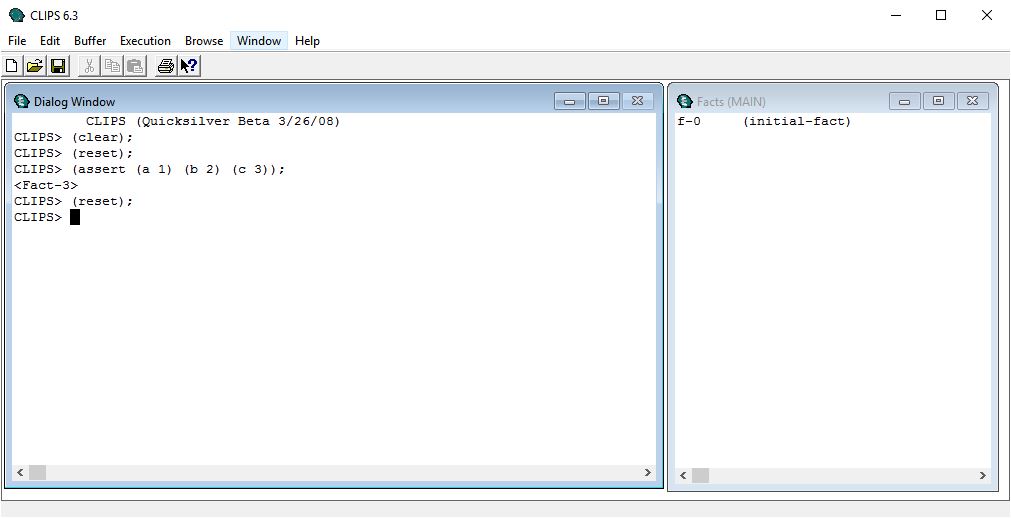 CLIPS 6.3
File Edit Buffer Execution Browse Window Help
Dialog Window
CLIPS (Quicksilver Beta 3/26/08)
CLIPS> (clear);
CLIPS> (reset);
CLIPS> (assert (a 1) (b 2) (c 3));
<Fact-3>
CLIPS> (reset);
CLIPS>
Facts (MAIN)
f-0 (initial-fact)